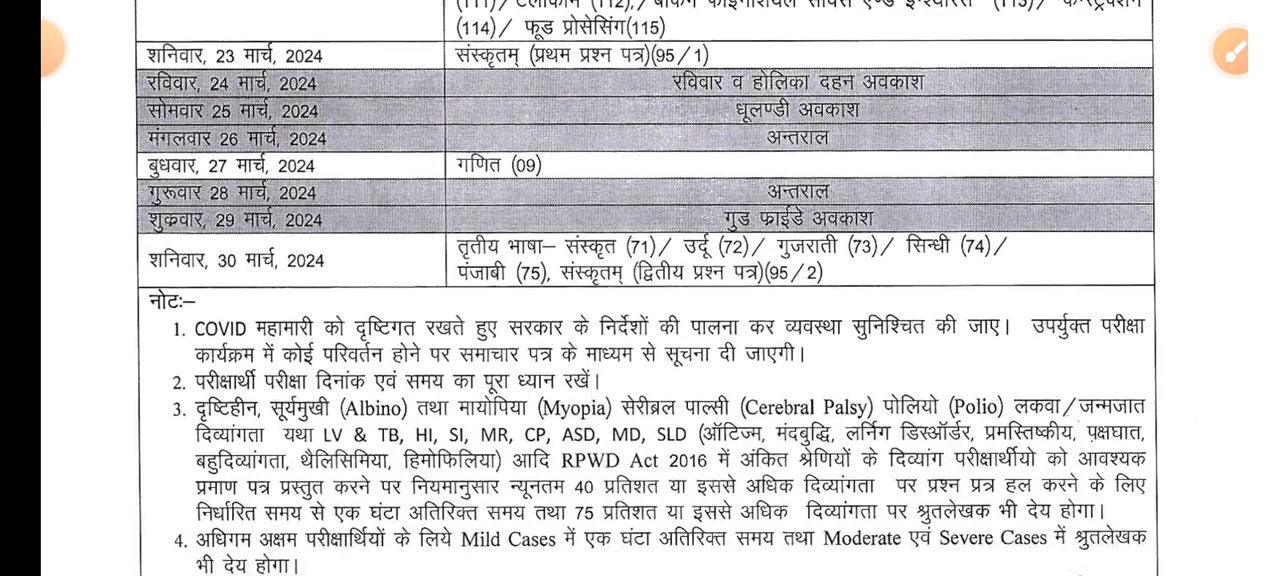 (114)/ फूड प्रोसेसिंग(115)
शनिवार, 23 मार्च, 2024 संस्कृतम् (प्रथम प्रश्न पत्र)(95/1)
रविवार, 24 मार्च, 2024 रविवार व होलिका दहन अवकाश
सोमवार 25 मार्च, 2024 धूलण्डी अवकाश
मंगलवार 26 मार्च, 2024 अन्तराल
बुधवार, 27 मार्च, 2024 गणित (09)
गुरूवार 28 मार्च, 2024 अन्तराल
शुक्रवार, 29 मार्च, 2024 गुड फ्राईडे अवकाश
शनिवार, 30 मार्च, 2024 तृतीय भाषा– संस्कृत (71)/ उर्दू (72)/ गुजराती (73)/ सिन्धी (74)/
पंजाबी (75), संस्कृतम् (द्वितीय प्रश्न पत्र)(95/2)
नोटः–
1. COVID महामारी को दृष्टिगत रखते हुए सरकार के निर्देशों की पालना कर व्यवस्था सुनिश्चित की जाए। उपर्युक्त परीक्षा
कार्यक्रम में कोई परिवर्तन होने पर समाचार पत्र के माध्यम से सूचना दी जाएगी।
2. परीक्षार्थी परीक्षा दिनांक एवं समय का पूरा ध्यान रखें।
3. दृष्टिहीन, सूर्यमुखी (Albino) तथा मायोपिया (Myopia) सेरीब्रल पाल्सी (Cerebral Palsy) पोलियो (Polio) लकवा/जन्मजात
दिव्यांगता यथा LV & TB, HI, SI, MR, CP, ASD, MD, SLD (ऑटिज्म, मंदबुद्धि, लर्निग डिसऑर्डर, प्रमस्तिष्कीय, पक्षघात,
बहुदिव्यांगता, थैलिसिमिया, हिमोफिलिया) आदि RPWD Act 2016 में अंकित श्रेणियों के दिव्यांग परीक्षार्थीयो को आवश्यक
प्रमाण पत्र प्रस्तुत करने पर नियमानुसार न्यूनतम 40 प्रतिशत या इससे अधिक दिव्यांगता पर प्रश्न प्रत्र हल करने के लिए
निर्धारित समय से एक घंटा अतिरिक्त समय तथा 75 प्रतिशत या इससे अधिक दिव्यांगता पर श्रुतलेखक भी देय होगा।
4. अधिगम अक्षम परीक्षार्थियों के लिये Mild Cases में एक घंटा अतिरिक्त समय तथा Moderate एवं Severe Cases में श्रुतलेखक
भी देय होगा।